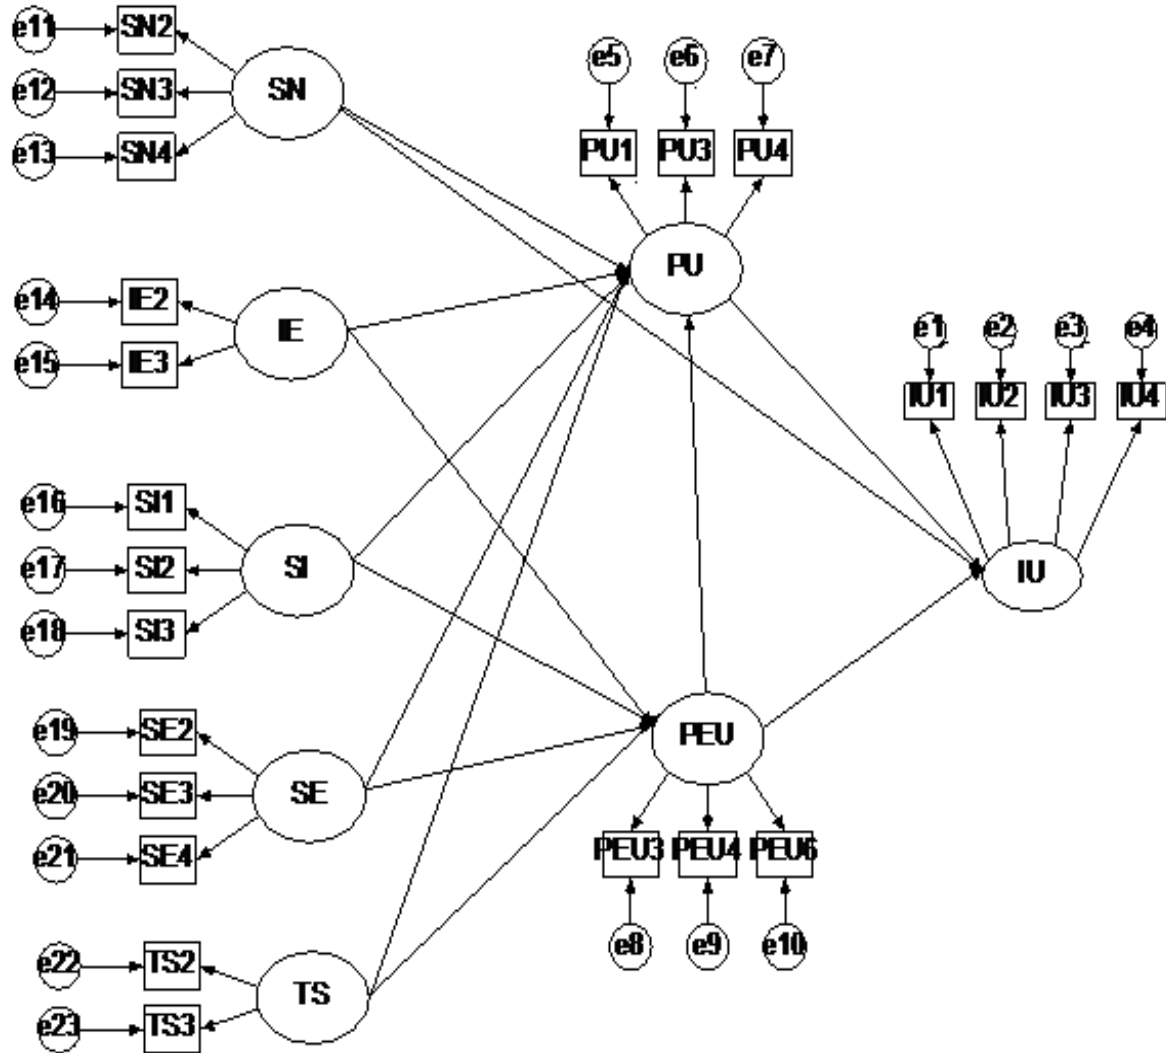 e11 SN2
e12 SN3
e13 SN4
SN
e5 e6 e7
PU1 PU3 PU4
PU
e14 IE2
e15 IE3
IE
e1 e2 e3 e4
IU1 IU2 IU3 IU4
IU
e16 SI1
e17 SI2
e18 SI3
SI
e19 SE2
e20 SE3
e21 SE4
SE
PEU
PEU3 PEU4 PEU6
e8 e9 e10
e22 TS2
e23 TS3
TS